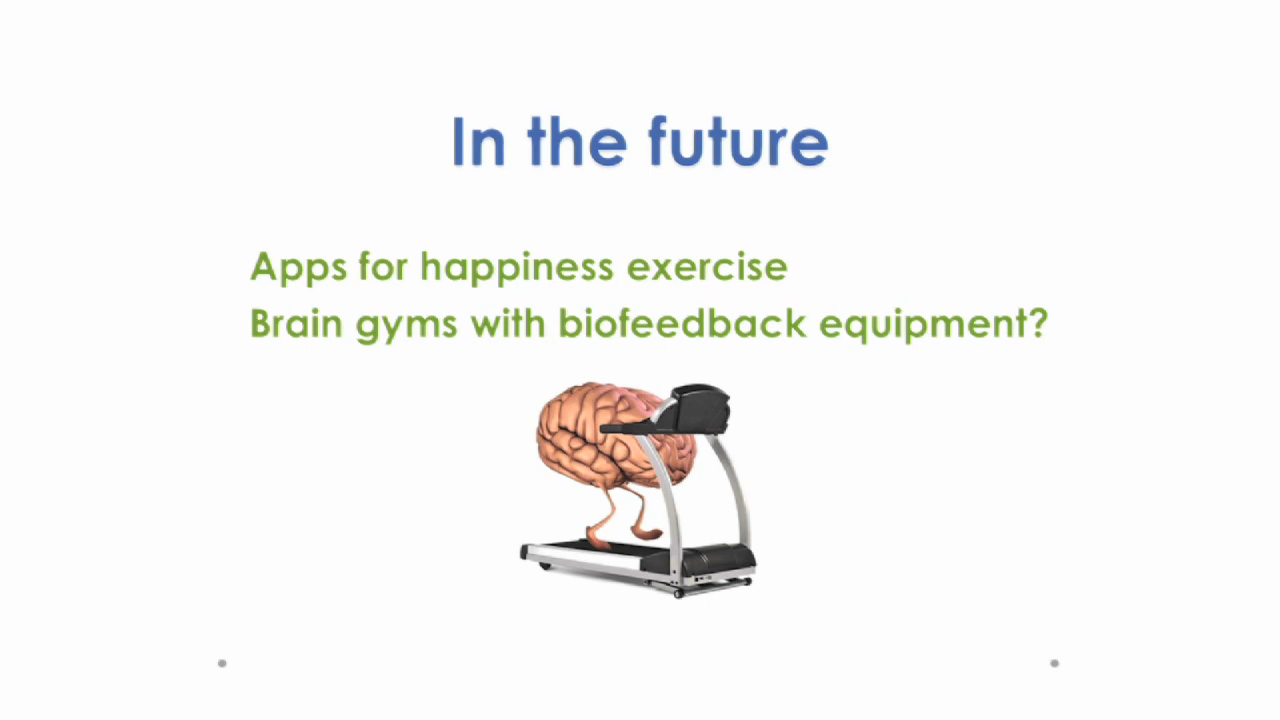 In the future
Apps for happiness exercise
Brain gyms with biofeedback equipment?